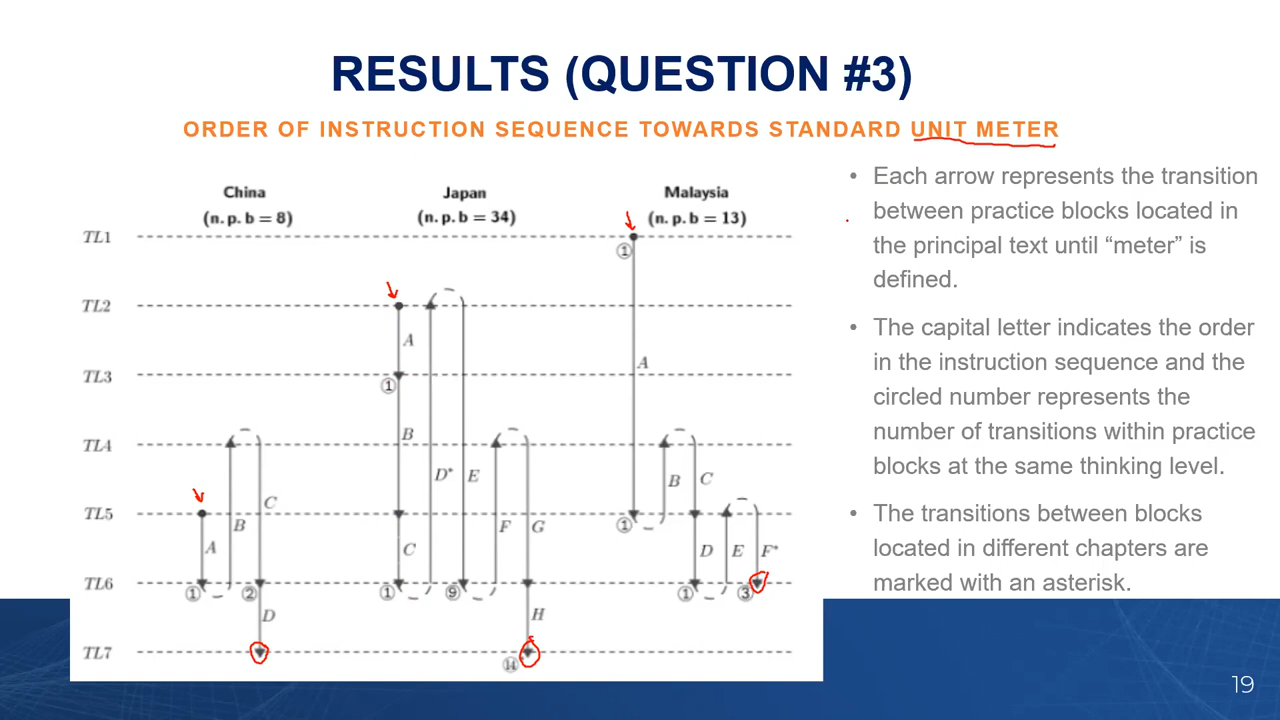 RESULTS (QUESTION #3)
ORDER OF INSTRUCTION SEQUENCE TOWARDS STANDARD UNIT METER
China
(n. p. b = 8)
Japan
(n. p. b = 34)
Malaysia
(n. p. b = 13)
TL1
①
TL2
A
A
TL3
①
TL4
B
D*
E
B
C
C
TL5
B
F
G
①
A
C
D
E
F*
TL6
①
②
①
⑨
①
③
D
H
TL7
⑭
• Each arrow represents the transition
between practice blocks located in
the principal text until “meter” is
defined.
• The capital letter indicates the order
in the instruction sequence and the
circled number represents the
number of transitions within practice
blocks at the same thinking level.
• The transitions between blocks
located in different chapters are
marked with an asterisk.
19